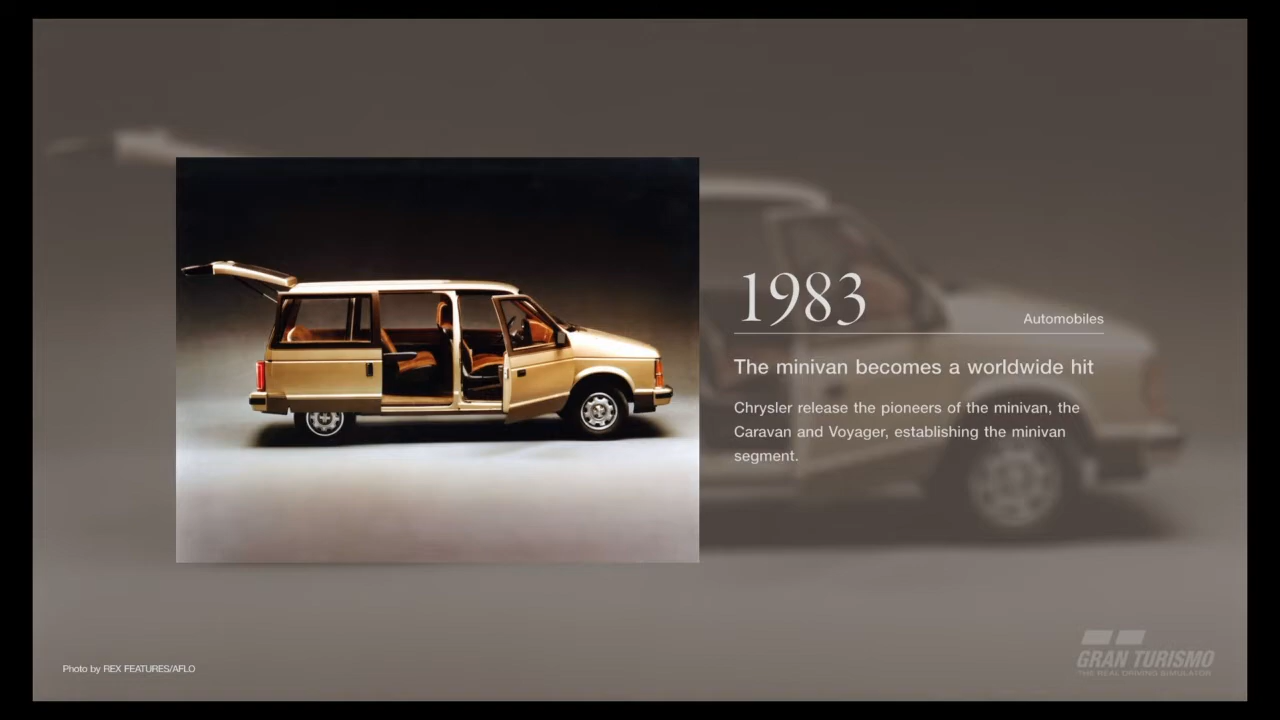 1983
Automobiles
The minivan becomes a worldwide hit
Chrysler release the pioneers of the minivan, the
Caravan and Voyager, establishing the minivan
segment.
Photo by REX FEATURES/AFLO
GRAN TURISMO
THE REAL DRIVING SIMULATOR